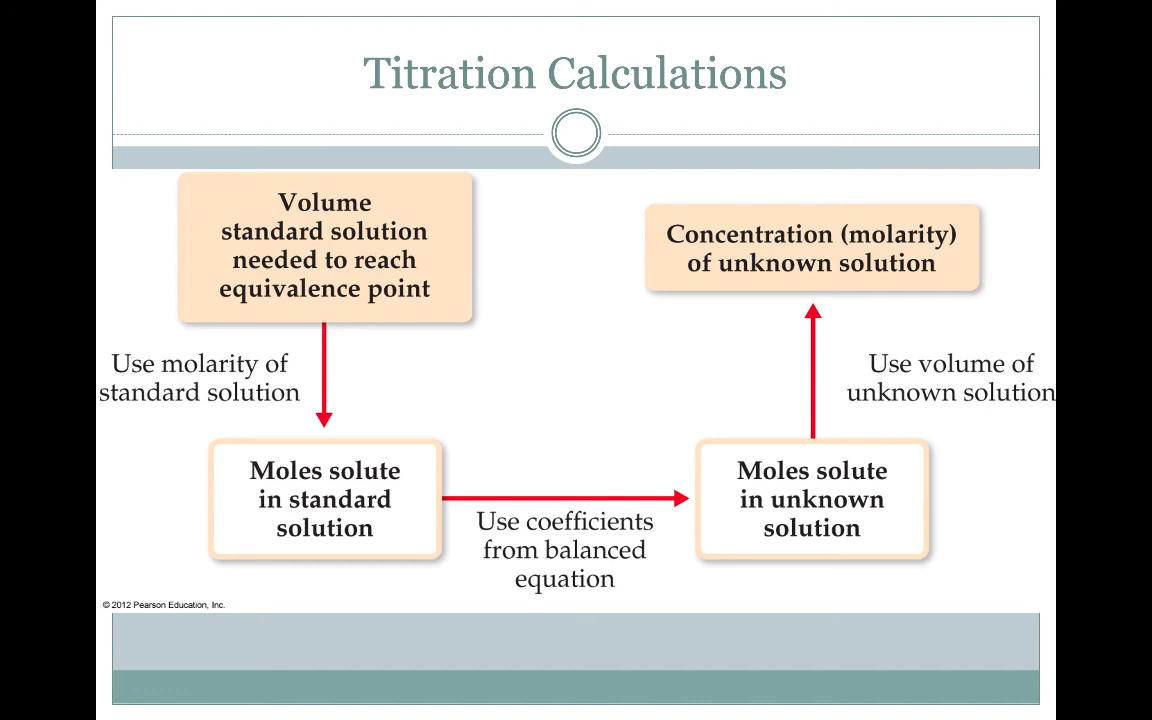 Titration Calculations
Volume
standard solution
needed to reach
equivalence point
Use molarity of
standard solution
Moles solute
in standard
solution
Use coefficients
from balanced
equation
Moles solute
in unknown
solution
Use volume of
unknown solution
Concentration (molarity)
of unknown solution
© 2012 Pearson Education, Inc.